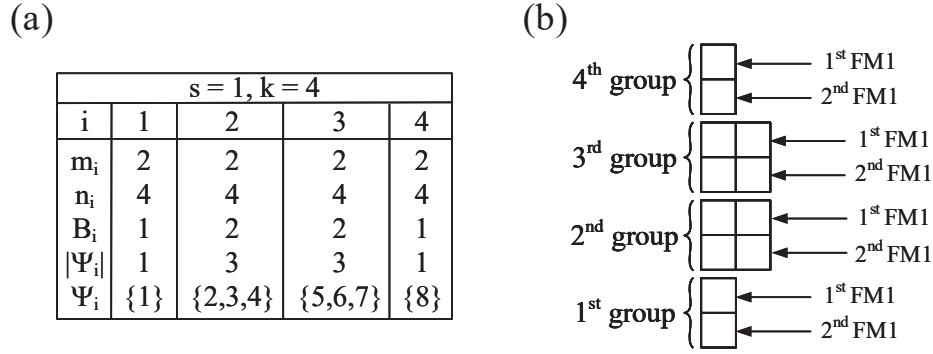 (a)
s = 1, k = 4
i 1 2 3 4
mᵢ 2 2 2 2
nᵢ 4 4 4 4
Bᵢ 1 2 2 1
|Ψᵢ| 1 3 3 1
Ψᵢ {1} {2,3,4} {5,6,7} {8}
(b)
4ᵗʰ group
1ˢᵗ FM1
2ⁿᵈ FM1
3ʳᵈ group
1ˢᵗ FM1
2ⁿᵈ FM1
2ⁿᵈ group
1ˢᵗ FM1
2ⁿᵈ FM1
1ˢᵗ group
1ˢᵗ FM1
2ⁿᵈ FM1